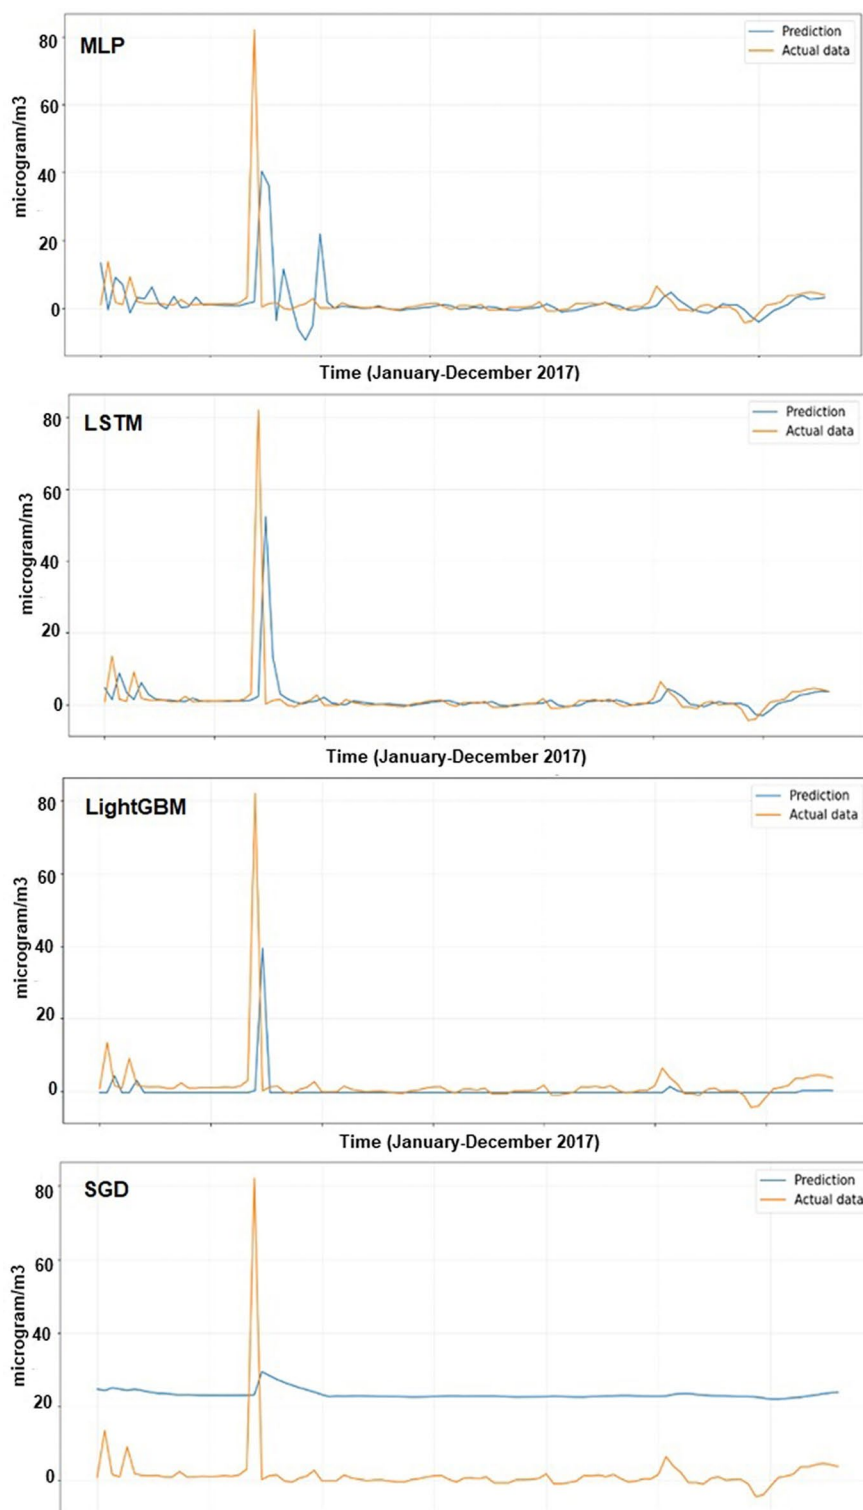 MLP
Prediction
Actual data
80
60
40
20
0
microgram/m3
Time (January-December 2017)
LSTM
Prediction
Actual data
80
60
40
20
0
microgram/m3
Time (January-December 2017)
LightGBM
Prediction
Actual data
80
60
40
20
0
microgram/m3
Time (January-December 2017)
SGD
Prediction
Actual data
80
60
40
20
0
microgram/m3